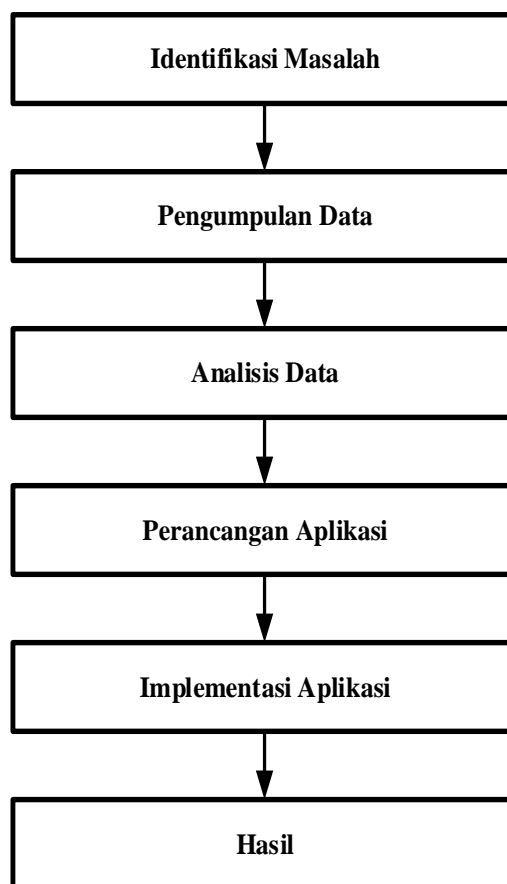 Identifikasi Masalah
Pengumpulan Data
Analisis Data
Perancangan Aplikasi
Implementasi Aplikasi
Hasil